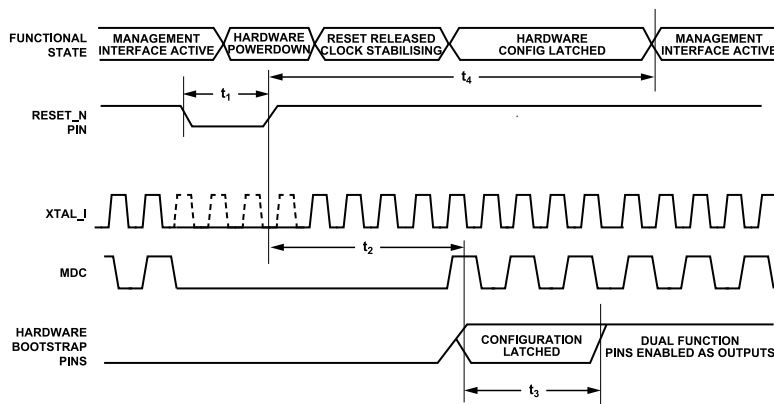 FUNCTIONAL
STATE
MANAGEMENT
INTERFACE ACTIVE
HARDWARE
POWERDOWN
RESET RELEASED
CLOCK STABILISING
HARDWARE
CONFIG LATCHED
MANAGEMENT
INTERFACE ACTIVE
t1
t4
RESET_N
PIN
XTAL_I
t2
MDC
HARDWARE
BOOTSTRAP
PINS
CONFIGURATION
LATCHED
DUAL FUNCTION
PINS ENABLED AS OUTPUTS
t3